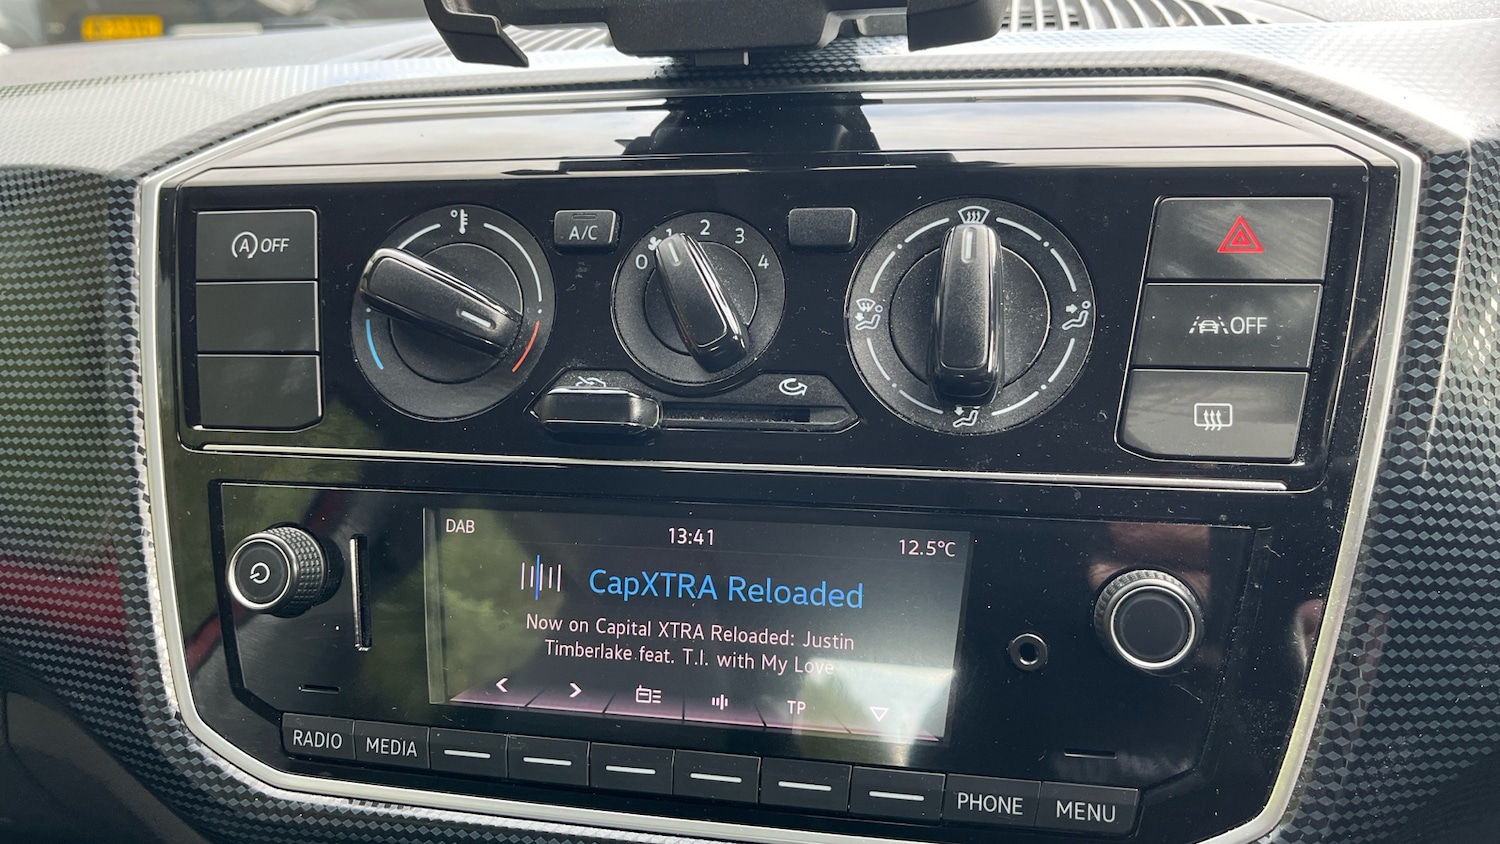 A OFF
A/C
0 1 2 3 4
OFF
DAB
13:41
12.5°C
CapXTRA Reloaded
Now on Capital XTRA Reloaded: Justin
Timberlake feat. T.I. with My Love
TP
RADIO
MEDIA
PHONE
MENU